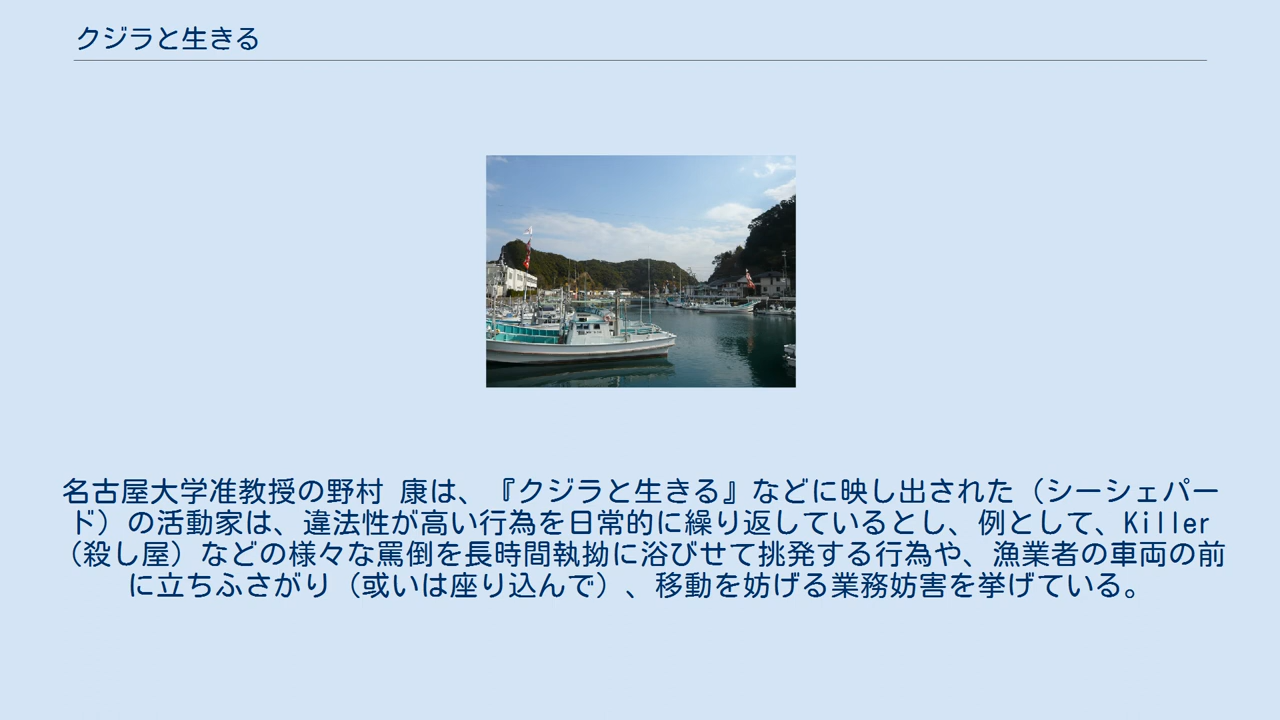 クジラと生きる
名古屋大学准教授の野村 康は、『クジラと生きる』などに映し出された（シーシェパー
ド）の活動家は、違法性が高い行為を日常的に繰り返しているとし、例として、Killer
（殺し屋）などの様々な罵倒を長時間執拗に浴びせて挑発する行為や、漁業者の車両の前
に立ちふさがり（或いは座り込んで）、移動を妨げる業務妨害を挙げている。